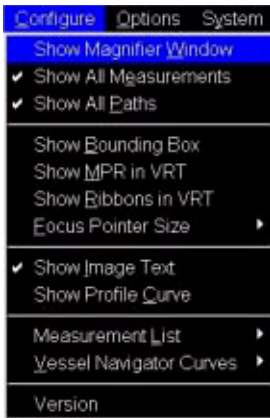 Configure Options System
Show Magnifier Window
✔ Show All Measurements
✔ Show All Paths
Show Bounding Box
Show MPR in VRT
Show Ribbons in VRT
Focus Pointer Size
✔ Show Image Text
Show Profile Curve
Measurement List
Vessel Navigator Curves
Version